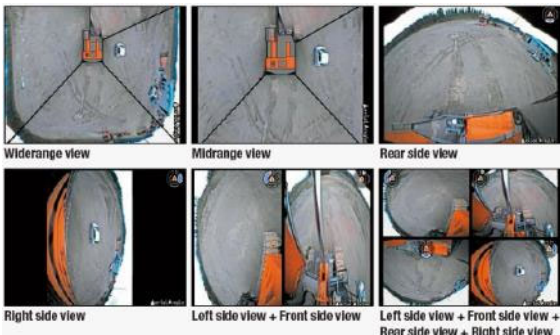 Widerange view
Midrange view
Rear side view
Right side view
Left side view + Front side view
Left side view + Front side view +
Rear side view + Right side view